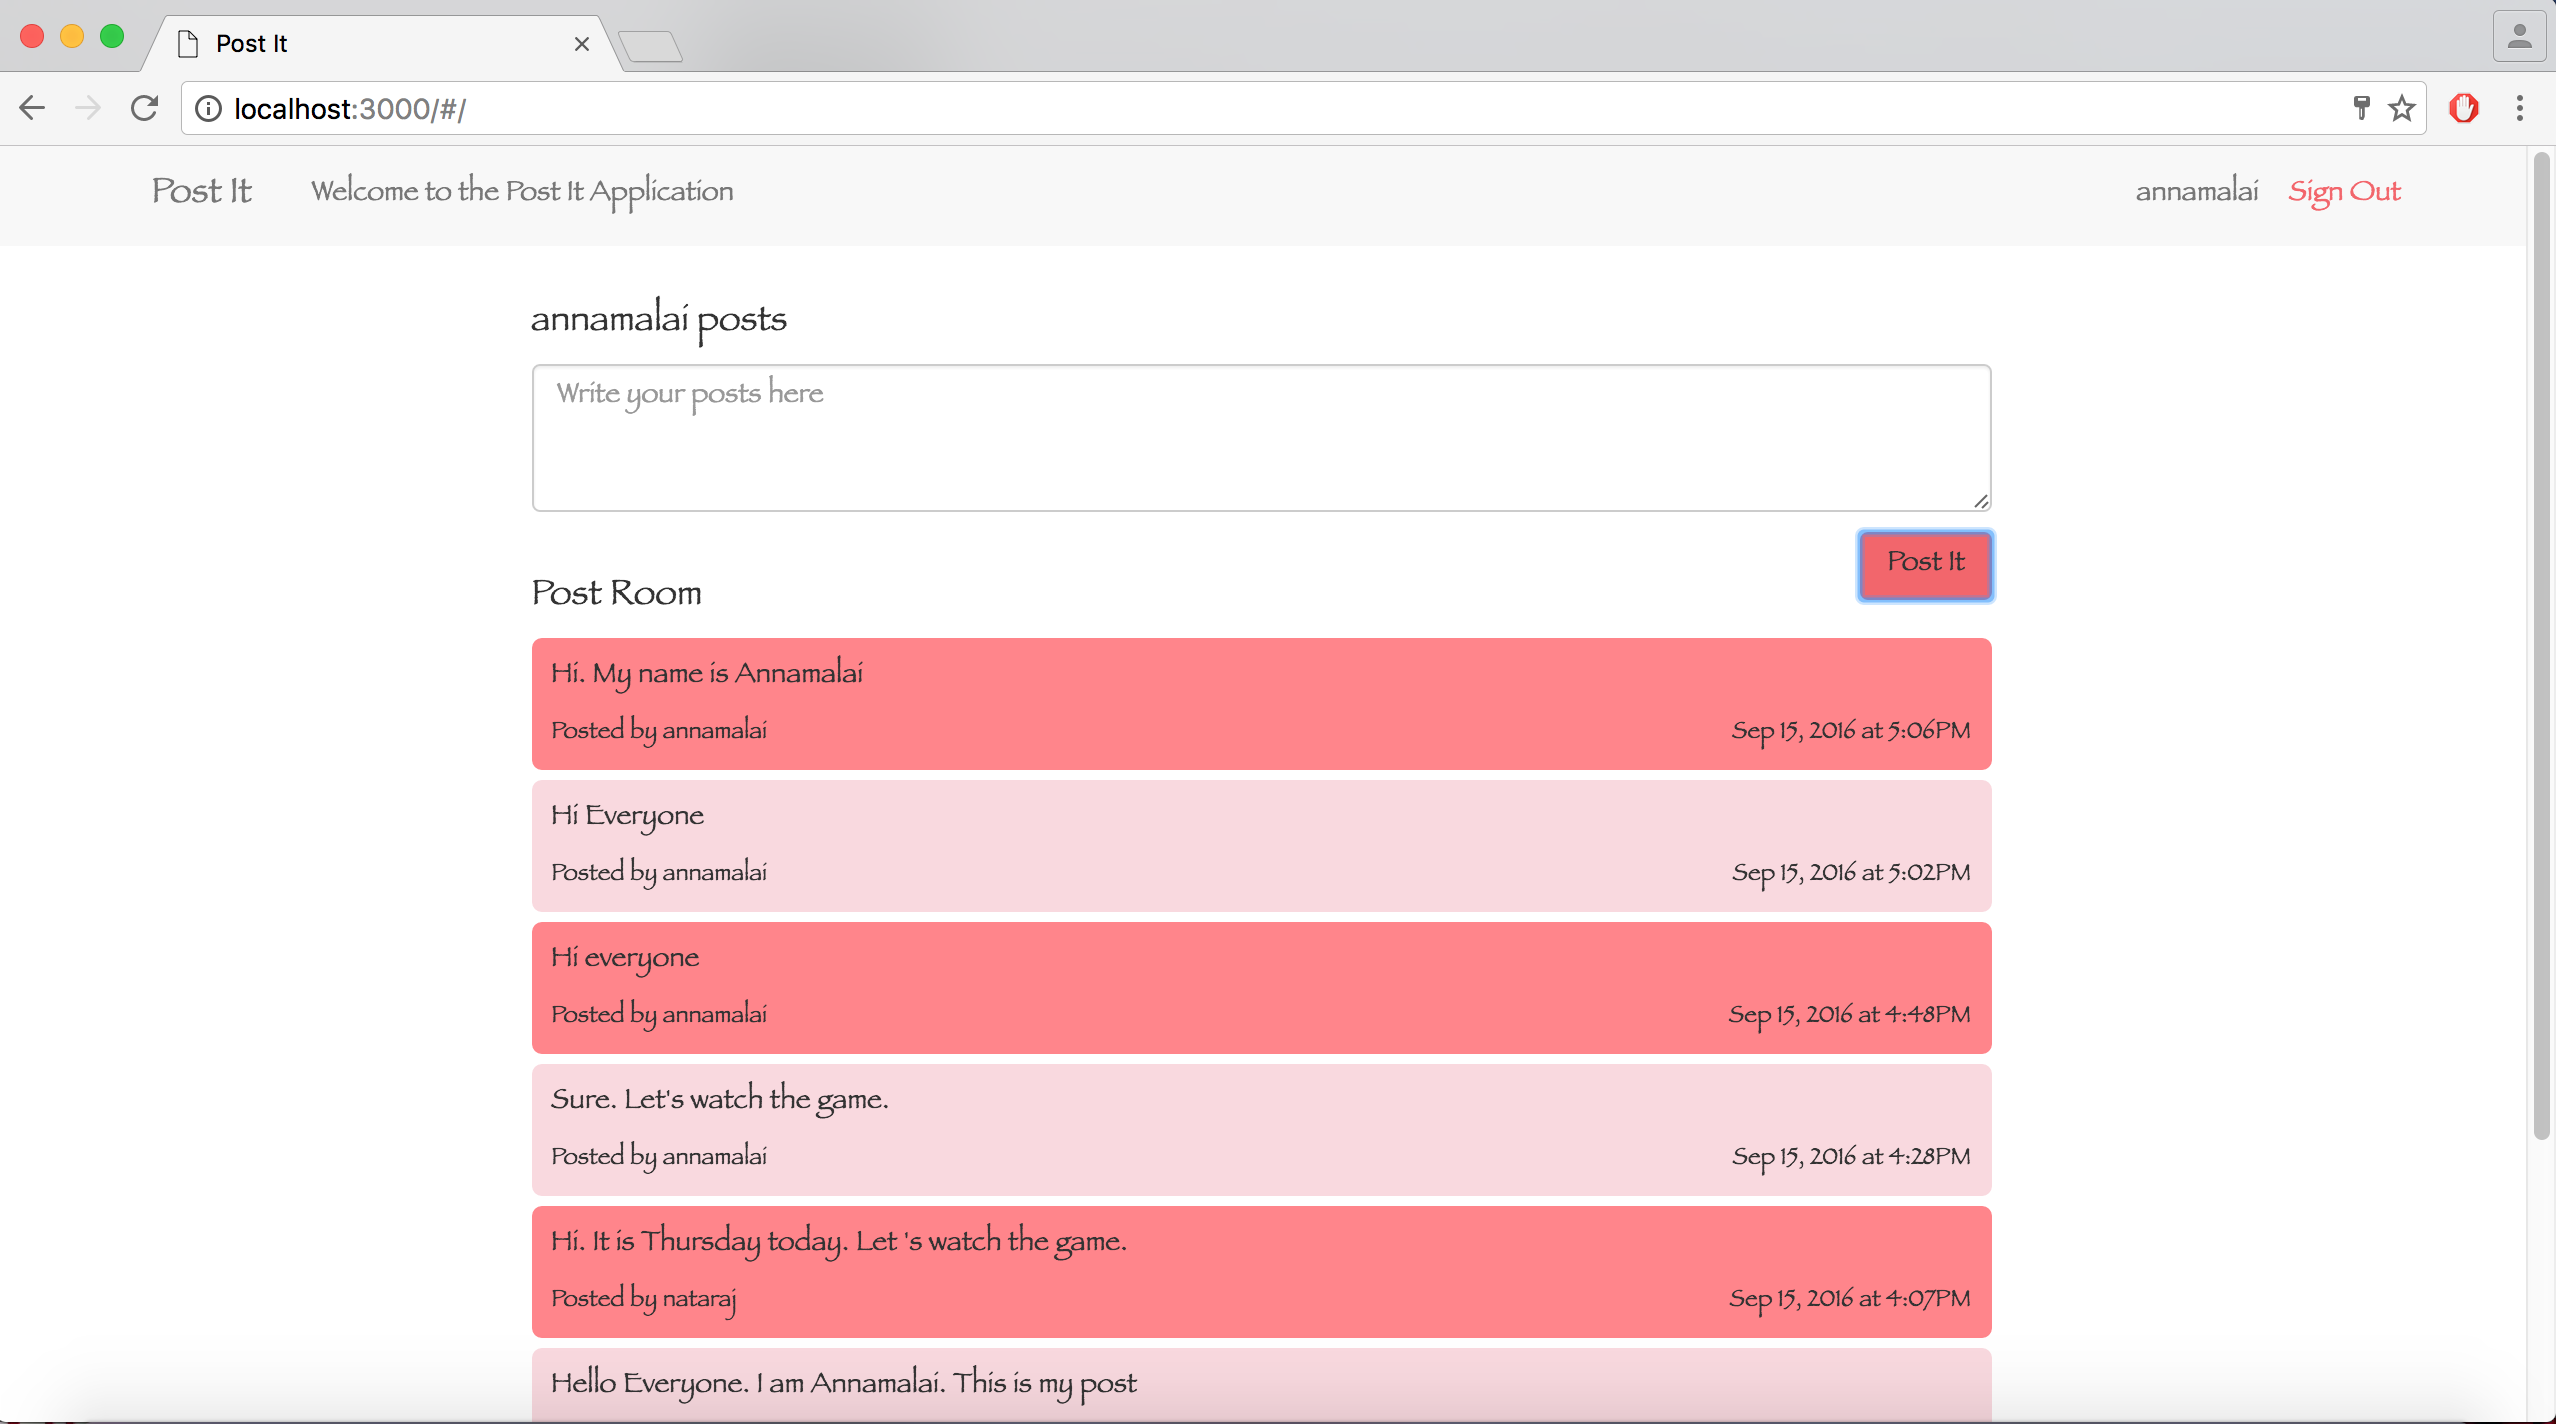 Post It
localhost:3000/#/
Post It Welcome to the Post It Application annamalai Sign Out
annamalai posts
Write your posts here
Post It
Post Room
Hi. My name is Annamalai
Posted by annamalai Sep 15, 2016 at 5:06PM
Hi Everyone
Posted by annamalai Sep 15, 2016 at 5:02PM
Hi everyone
Posted by annamalai Sep 15, 2016 at 4:48PM
Sure. Let's watch the game.
Posted by annamalai Sep 15, 2016 at 4:28PM
Hi. It is Thursday today. Let 's watch the game.
Posted by nataraj Sep 15, 2016 at 4:07PM
Hello Everyone. I am Annamalai. This is my post